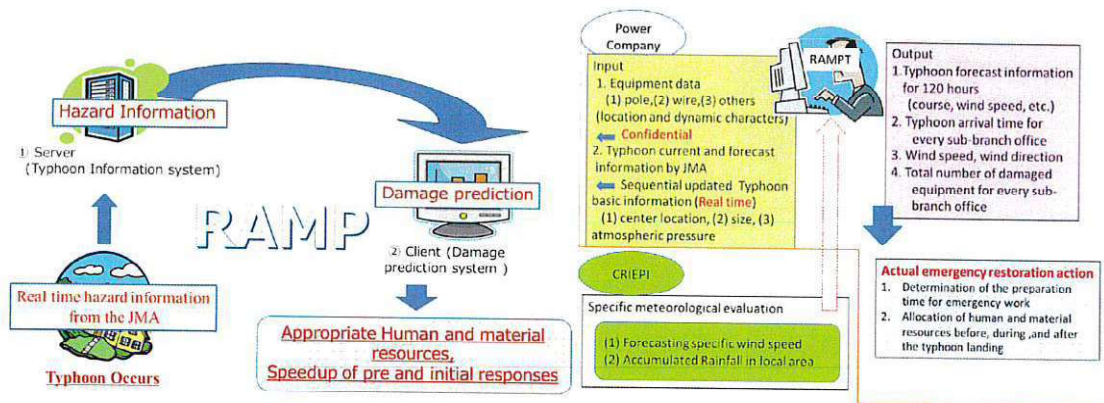 Hazard Information
① Server
(Typhoon Information system)
RAMP
Real time hazard information
from the JMA
Typhoon Occurs
Damage prediction
② Client (Damage
prediction system )
Appropriate Human and material
resources,
Speedup of pre and initial responses
Power
Company
Input
1. Equipment data
(1) pole,(2) wire,(3) others
(location and dynamic characters)
Confidential
2. Typhoon current and forecast
information by JMA
Sequential updated Typhoon
basic information (Real time)
(1) center location, (2) size, (3)
atmospheric pressure
RAMPT
CRIEPI
Specific meteorological evaluation
(1) Forecasting specific wind speed
(2) Accumulated Rainfall in local area
Output
1.Typhoon forecast information
for 120 hours
(course, wind speed, etc.)
2. Typhoon arrival time for
every sub-branch office
3. Wind speed, wind direction
4. Total number of damaged
equipment for every sub-
branch office
Actual emergency restoration action
1. Determination of the preparation
time for emergency work
2. Allocation of human and material
resources before, during ,and after
the typhoon landing